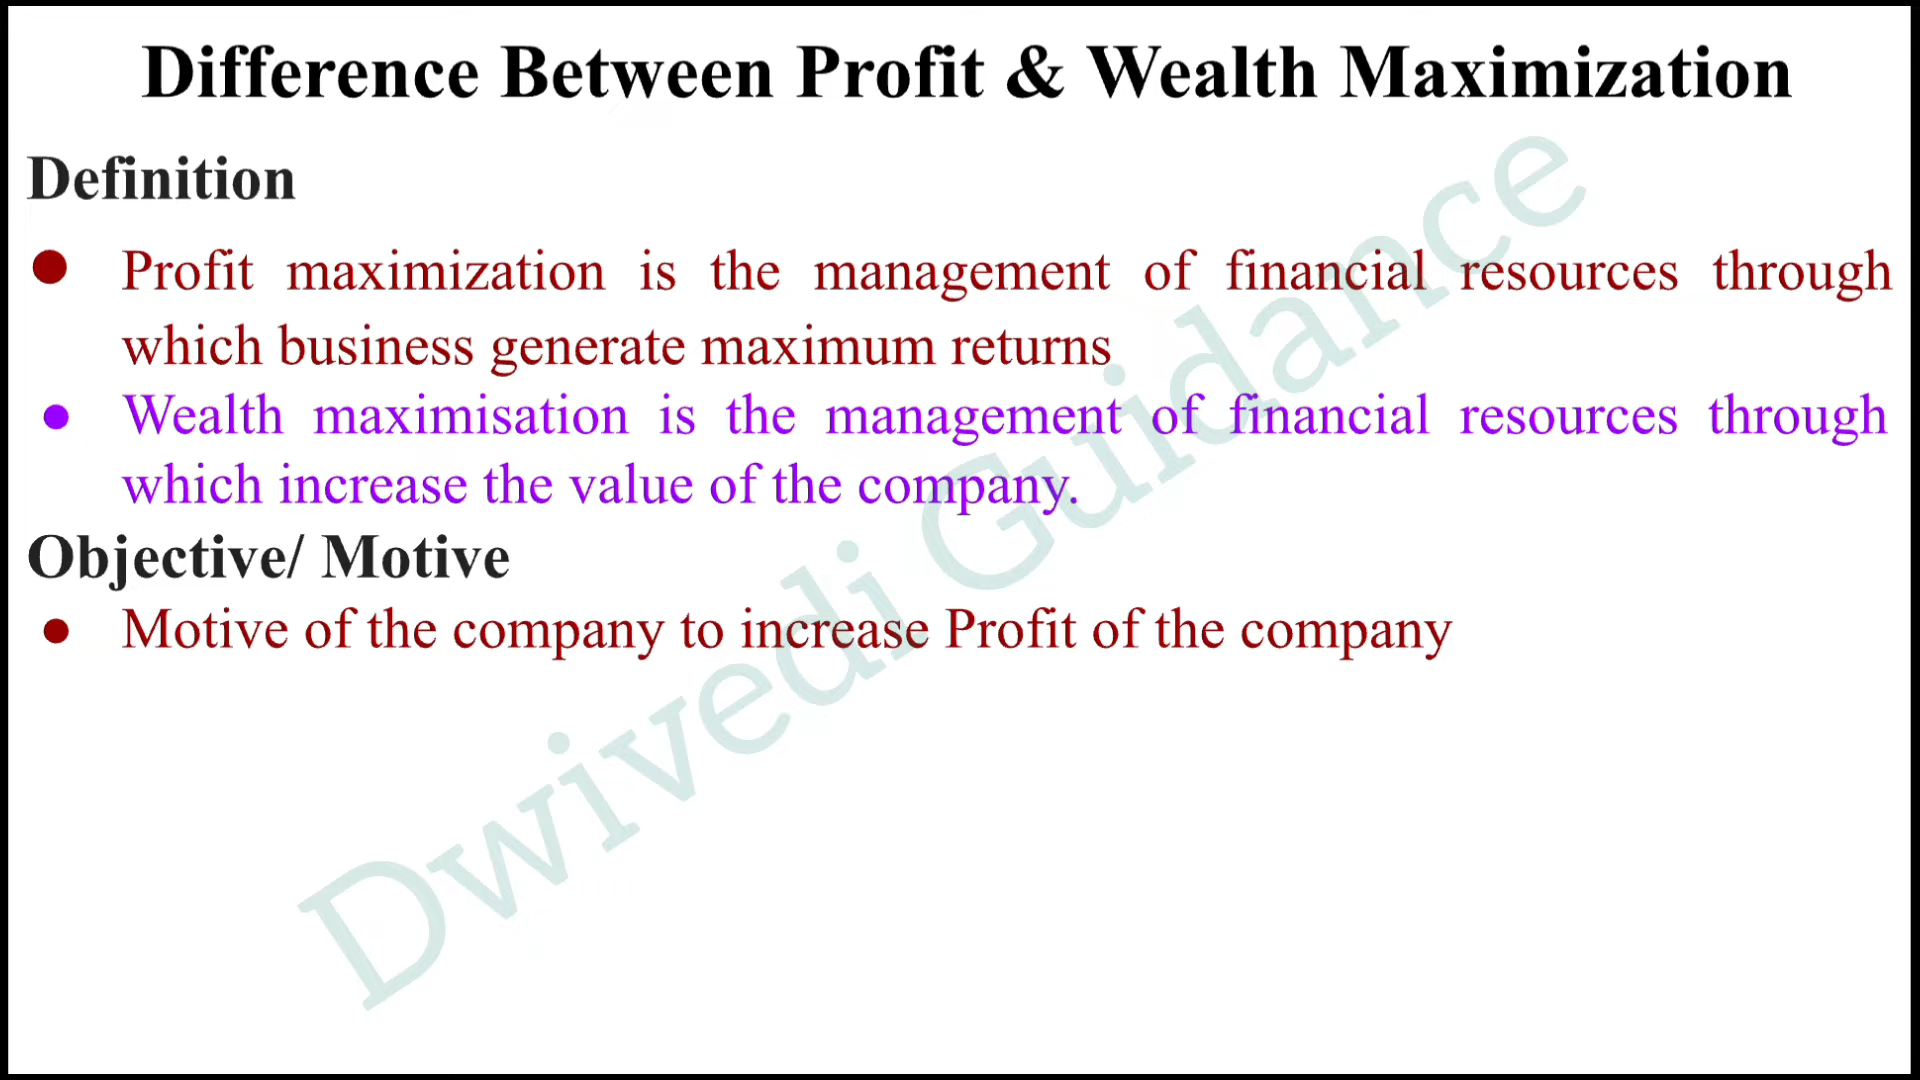 Difference Between Profit & Wealth Maximization
Definition
● Profit maximization is the management of financial resources through
which business generate maximum returns
● Wealth maximisation is the management of financial resources through
which increase the value of the company.
Objective/ Motive
● Motive of the company to increase Profit of the company
Dwivedi Guidance